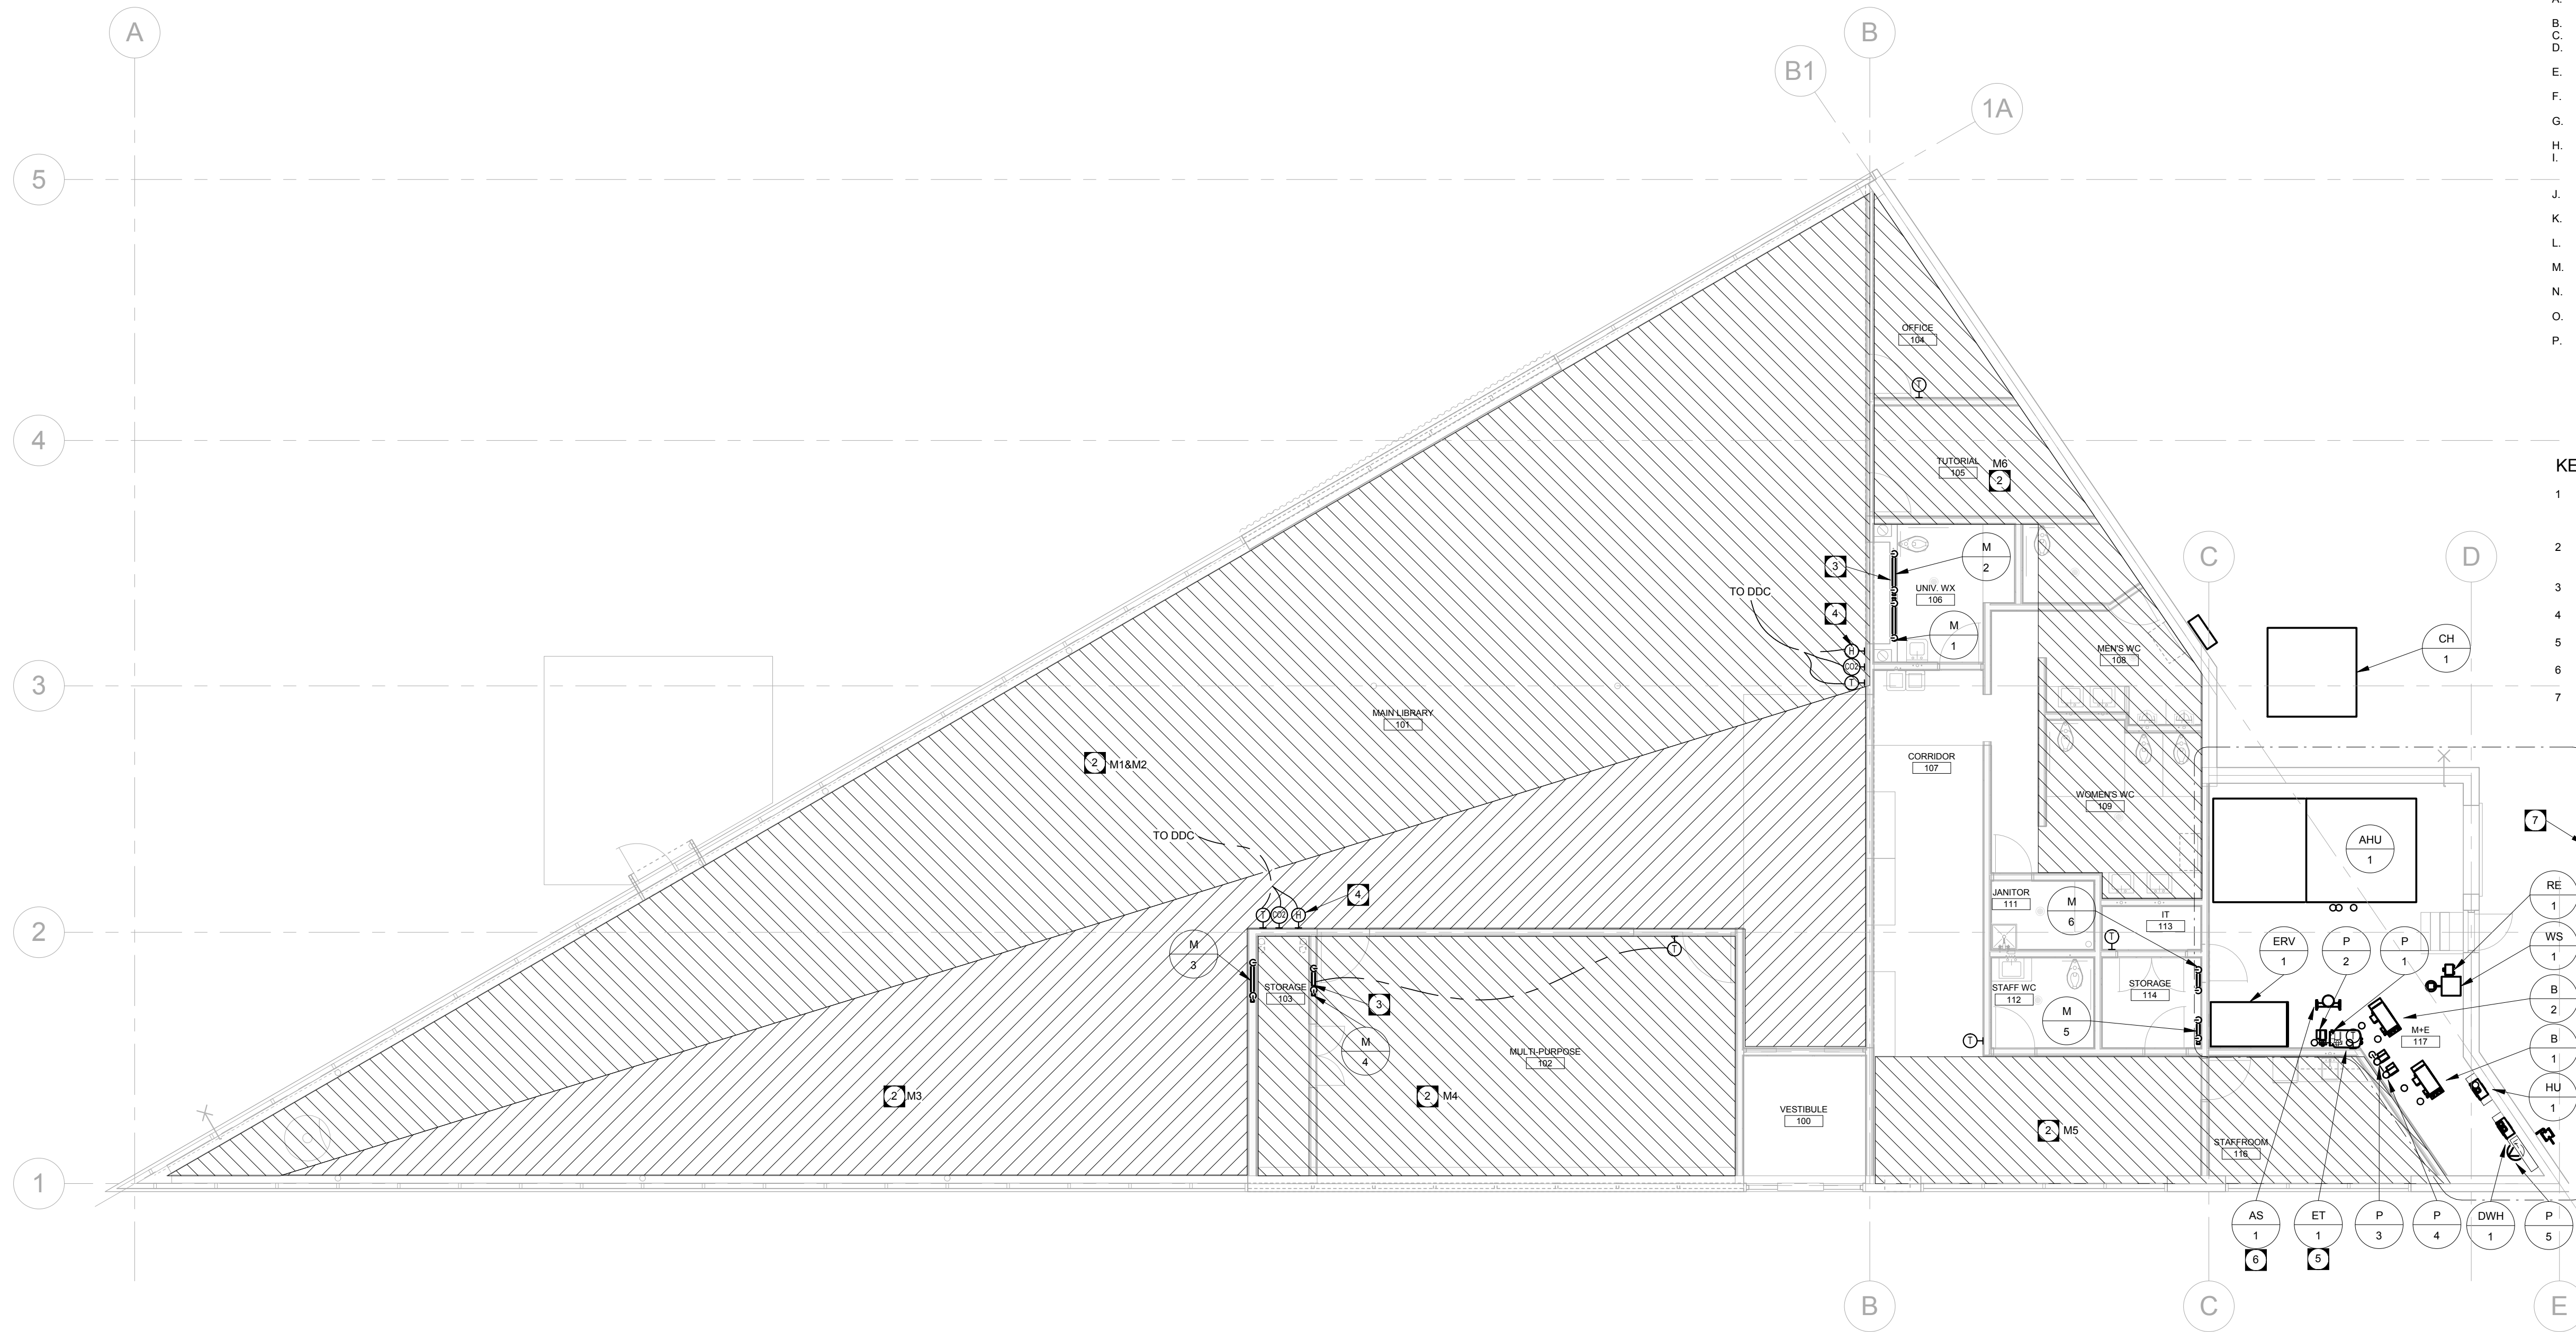 A
B
B1
1A
5
4
3
2
1
A.
B.
C.
D.
E.
F.
G.
H.
I.
J.
K.
L.
M.
N.
O.
P.
OFFICE
104
T
TUTORIAL
105
M6
2
KE
1
2
3
4
5
6
7
C
D
M
2
3
UNIV. WX
106
TO DDC
4
M
1
H
CO2
T
MEN'S WC
108
CH
1
MAIN LIBRARY
101
2 M1&M2
CORRIDOR
107
WOMEN'S WC
109
TO DDC
7
AHU
1
4
T CO2 H
JANITOR
111
M
6
IT
113
T
RE
1
M
3
T
ERV
1
P
2
P
1
WS
1
STORAGE
103
3
STAFF WC
112
STORAGE
114
B
2
M
4
M
5
T
M+E
117
MULTI-PURPOSE
102
B
1
2 M3
2 M4
HU
1
VESTIBULE
100
2 M5
STAFFROOM
116
AS
1
6
ET
1
5
P
3
P
4
DWH
1
P
5
B
C
E